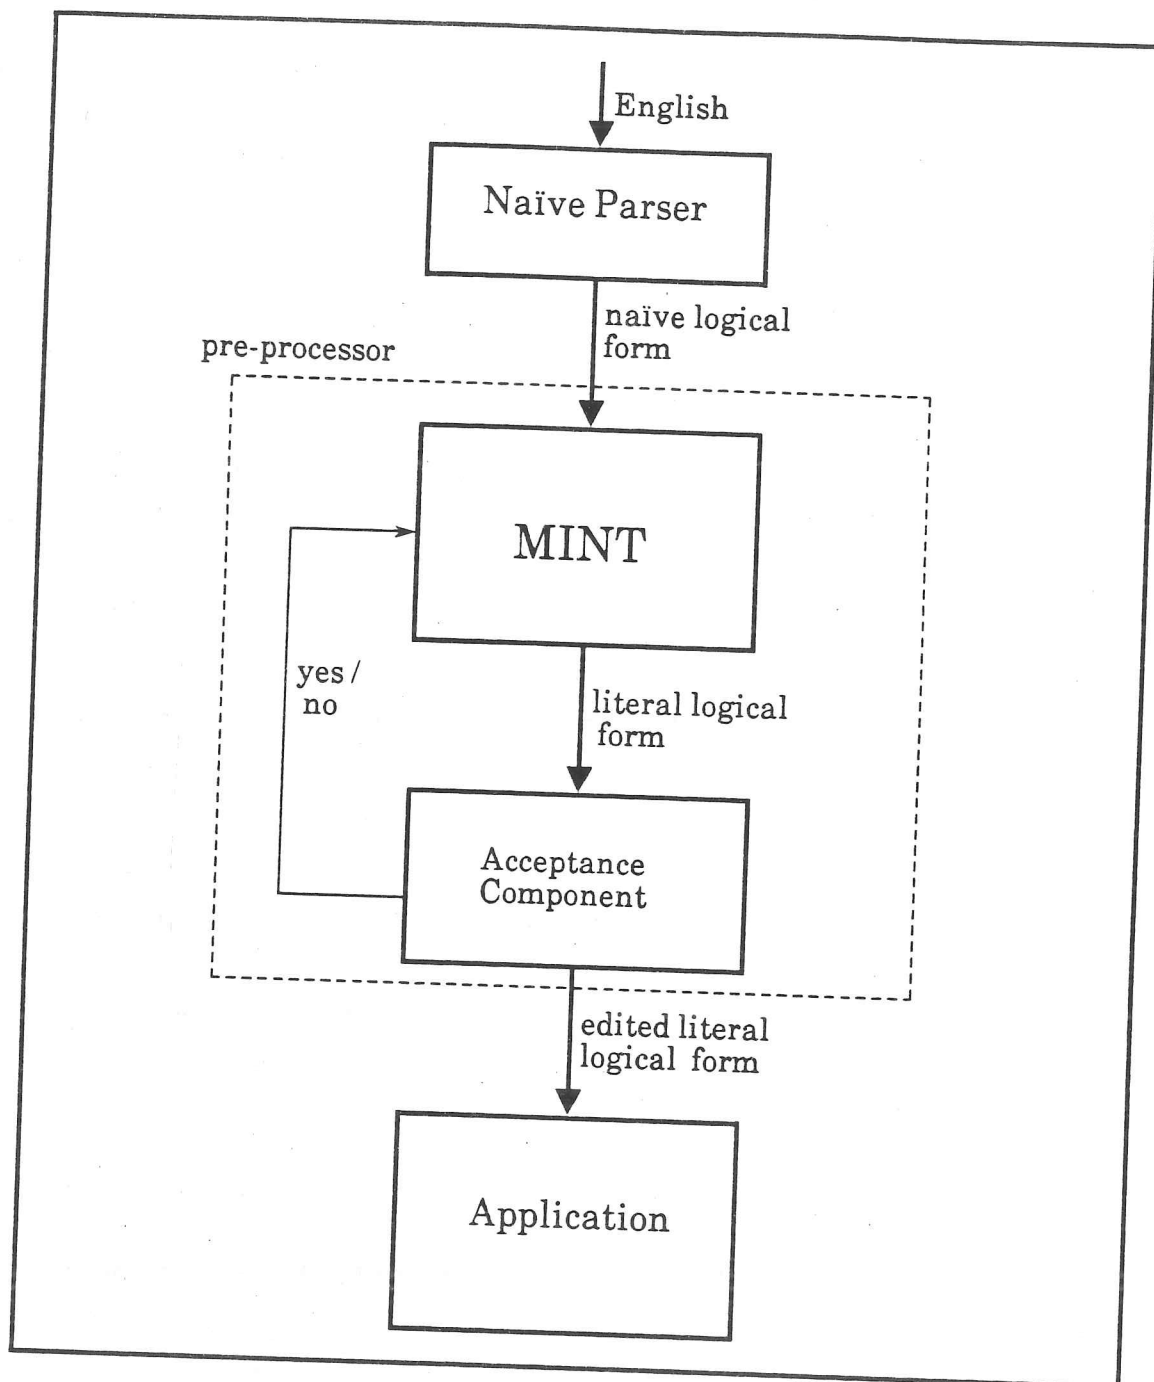 English
Naïve Parser
naïve logical
form
pre-processor
MINT
yes /
no
literal logical
form
Acceptance
Component
edited literal
logical form
Application